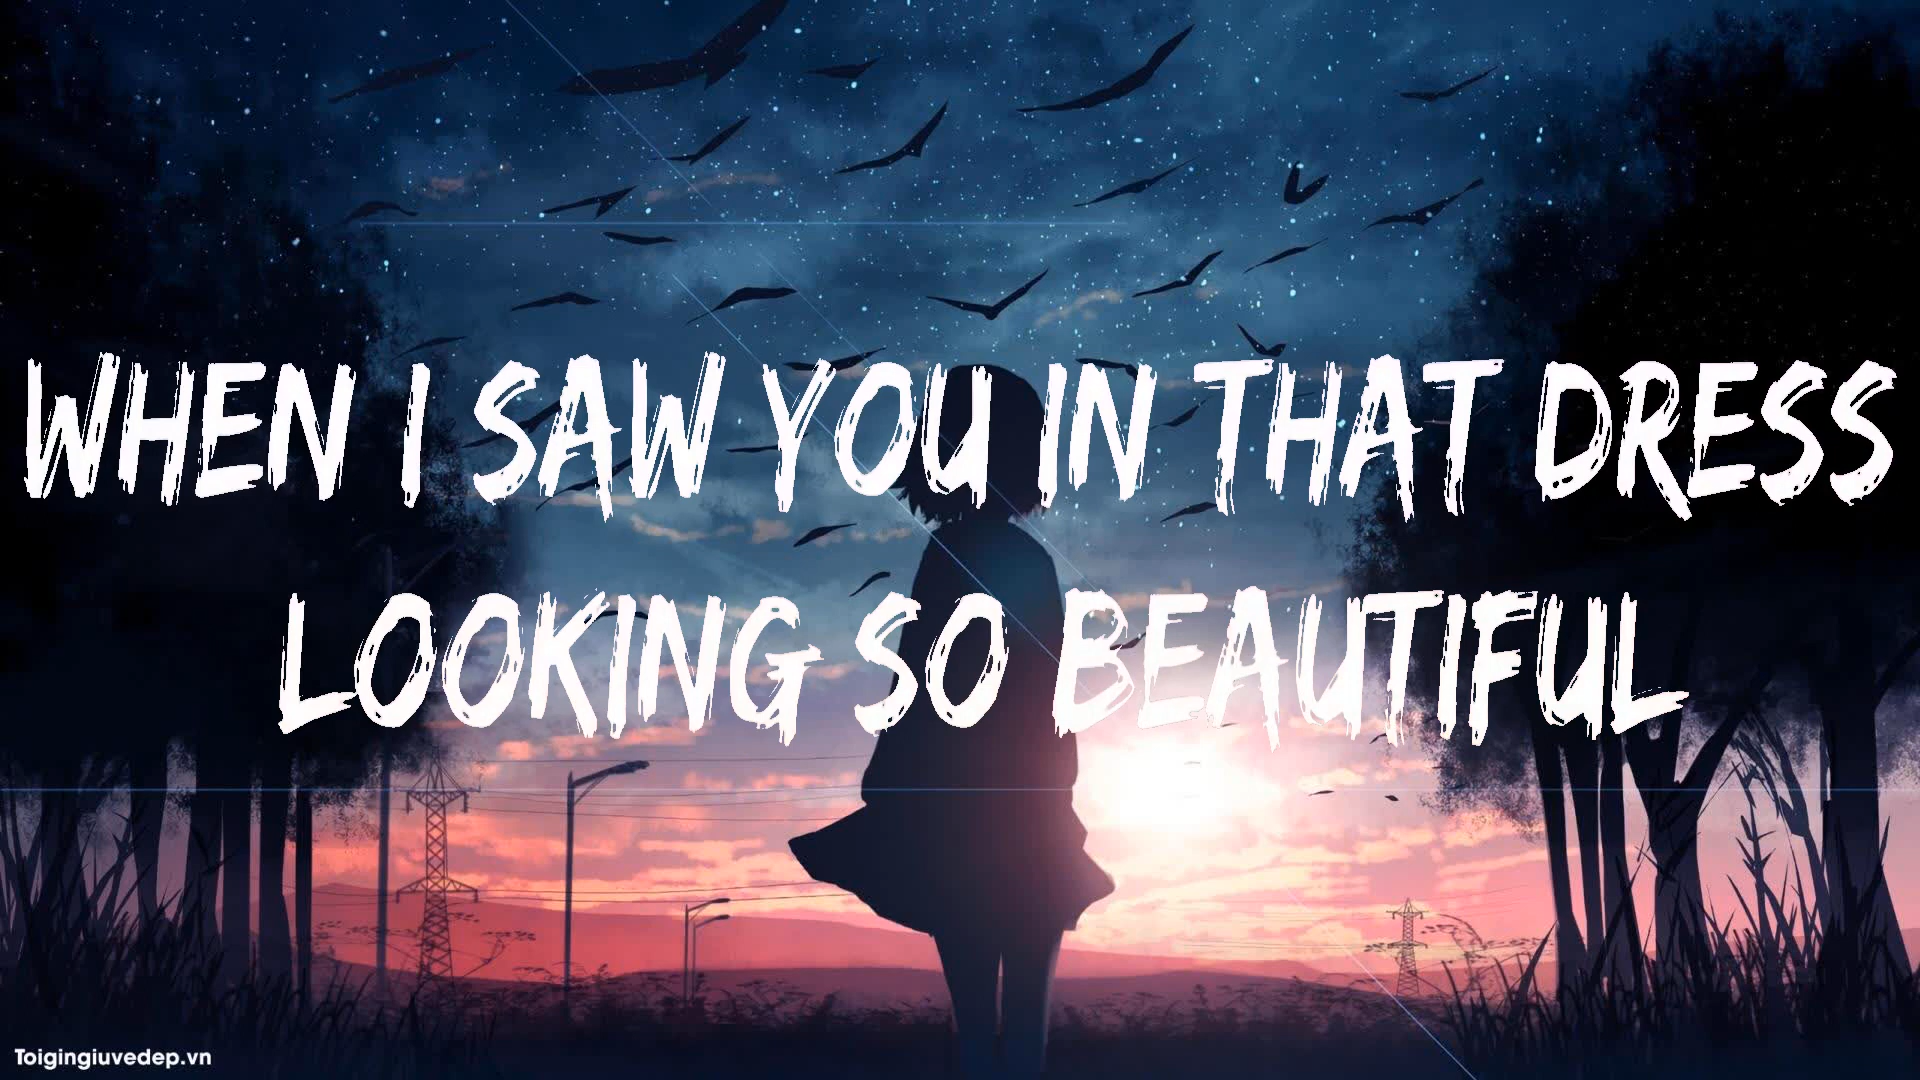 WHEN I SAW YOU IN THAT DRESS
LOOKING SO BEAUTIFUL
Toigingiuvedep.vn